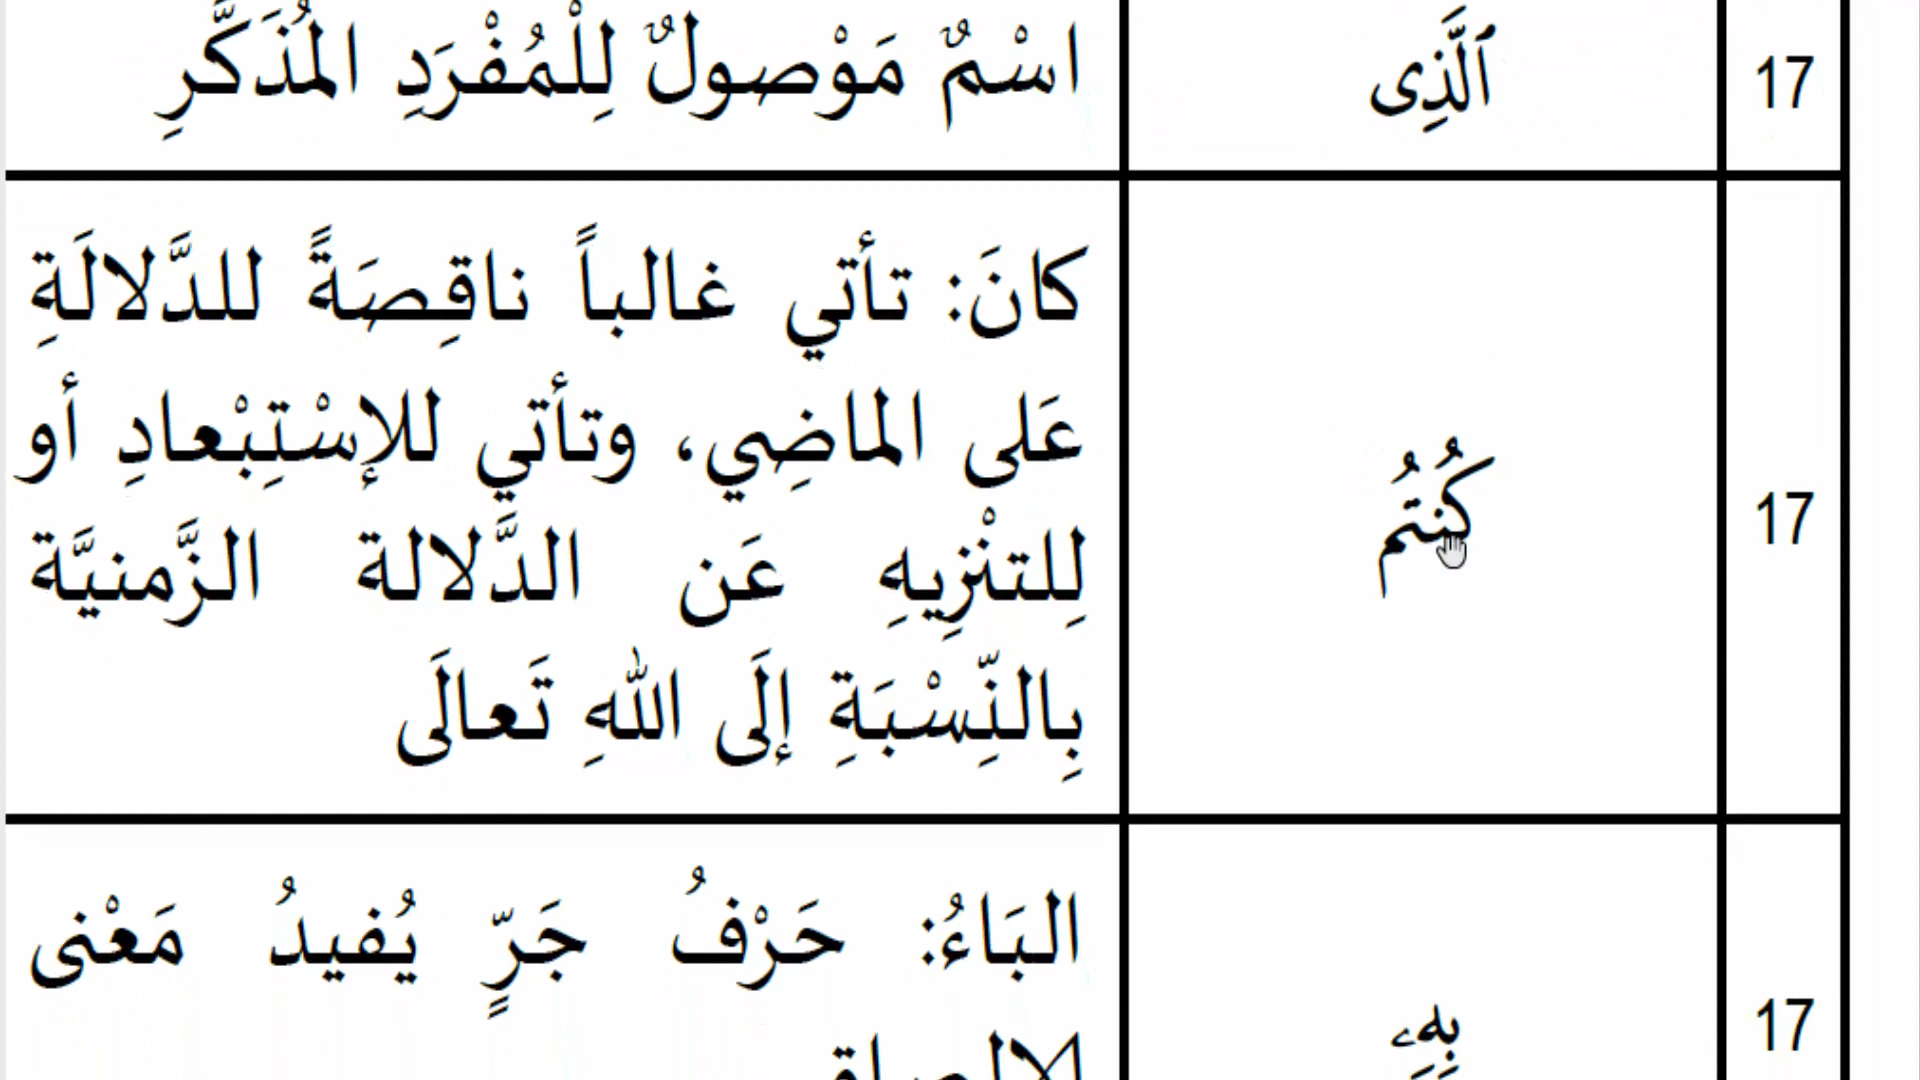 17 ٱلَّذِى اسْمٌ مَوْصولٌ لِلْمُفْرَدِ المُذَكَّرِ
كانَ: تأتي غالباً ناقِصَةً للدَّلالَةِ
عَلى الماضِي، وتأتي للإسْتِبْعادِ أو
17 كُنتُم
لِلتنْزِيهِ عَن الدَّلالة الزَّمنيَّة
بِالنِّسْبَةِ إلَى اللهِ تَعالَى
البَاءُ: حَرْفُ جَرٍّ يُفيدُ مَعْنى
17 بِهِۦ
الإلصاق